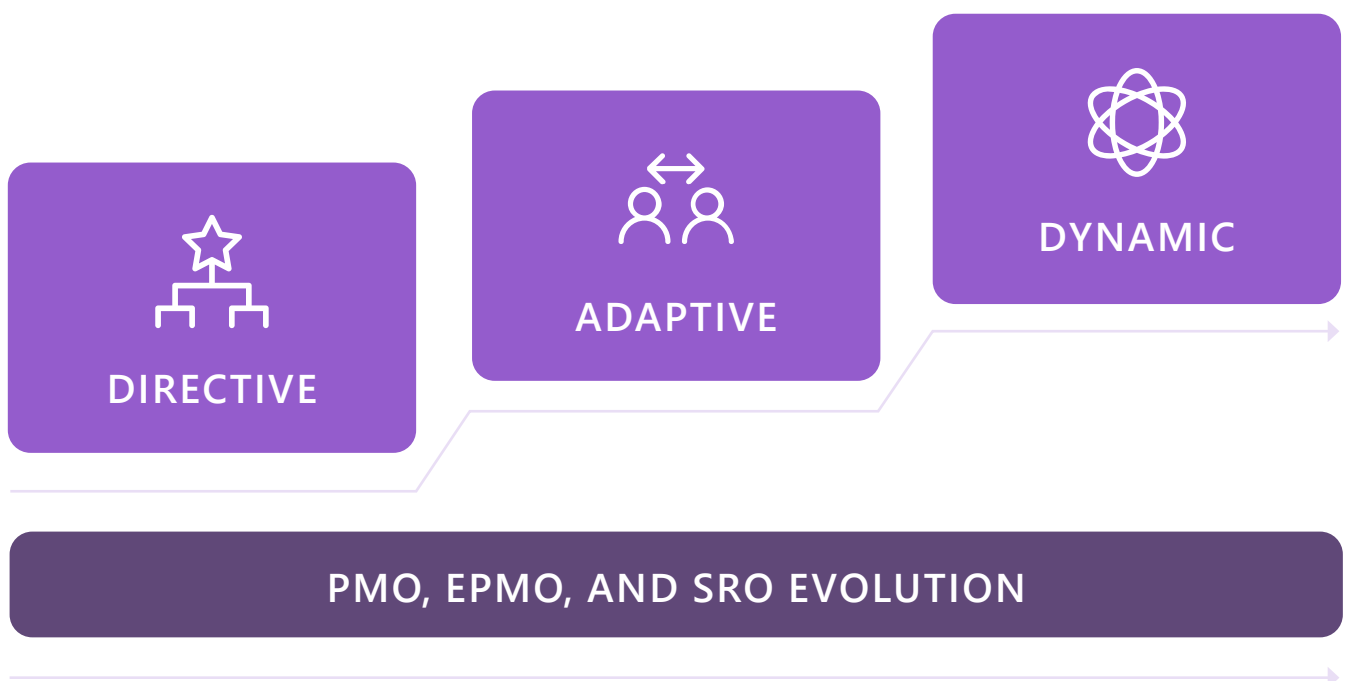 DIRECTIVE
ADAPTIVE
DYNAMIC
PMO, EPMO, AND SRO EVOLUTION